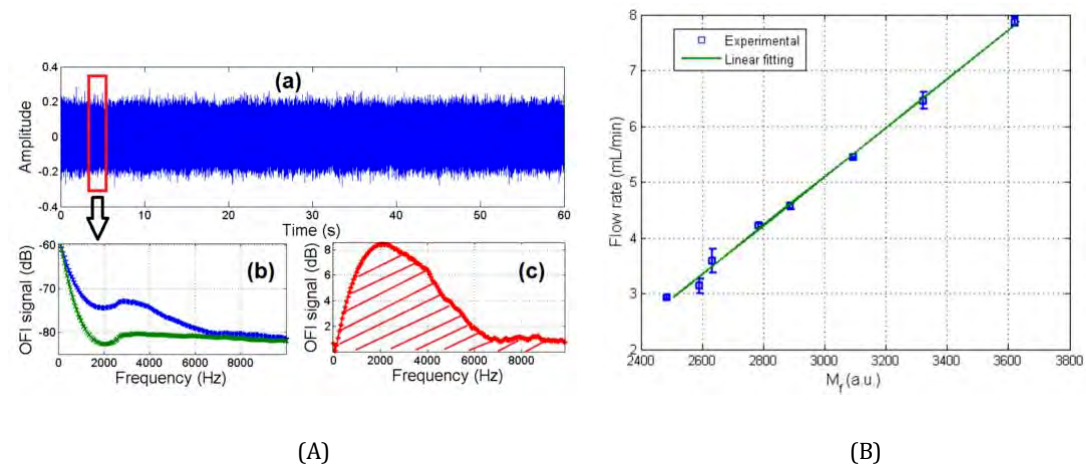 (a)
0.4
0.2
0
-0.2
-0.4
Amplitude
0 10 20 30 40 50 60
Time (s)
(b)
-60
-70
-80
OFI signal (dB)
0 2000 4000 6000 8000
Frequency (Hz)
(c)
8
6
4
2
OFI signal (dB)
0 2000 4000 6000 8000
Frequency (Hz)
(A)
B)
Experimental
Linear fitting
8
7
6
5
4
3
2
Flow rate (mL/min)
2400 2600 2800 3000 3200 3400 3600 3800
M_f (a.u.)
(B)